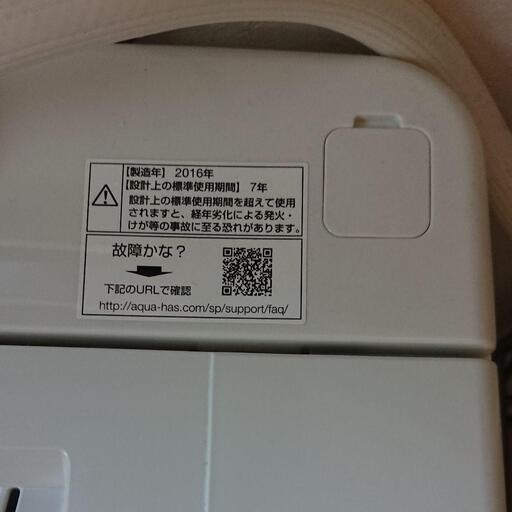 【製造年】 2016年
【設計上の標準使用期間】 7年
設計上の標準使用期間を超えて使用
されますと、経年劣化による発火・
けが等の事故に至る恐れがあります。
故障かな？
下記のURLで確認
http://aqua-has.com/sp/support/faq/